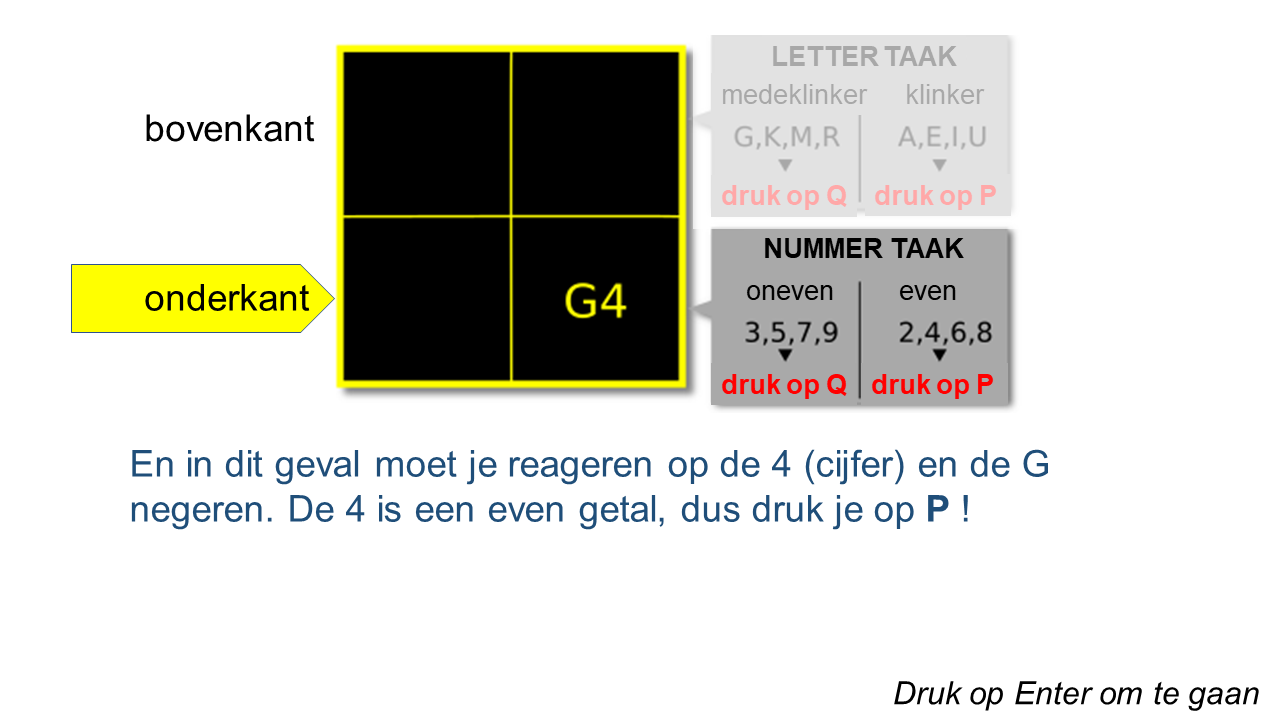 bovenkant
LETTER TAAK
medeklinker klinker
G,K,M,R A,E,I,U
druk op Q druk op P
onderkant
G4
NUMMER TAAK
oneven even
3,5,7,9 2,4,6,8
druk op Q druk op P
En in dit geval moet je reageren op de 4 (cijfer) en de G
negeren. De 4 is een even getal, dus druk je op P !
Druk op Enter om te gaan